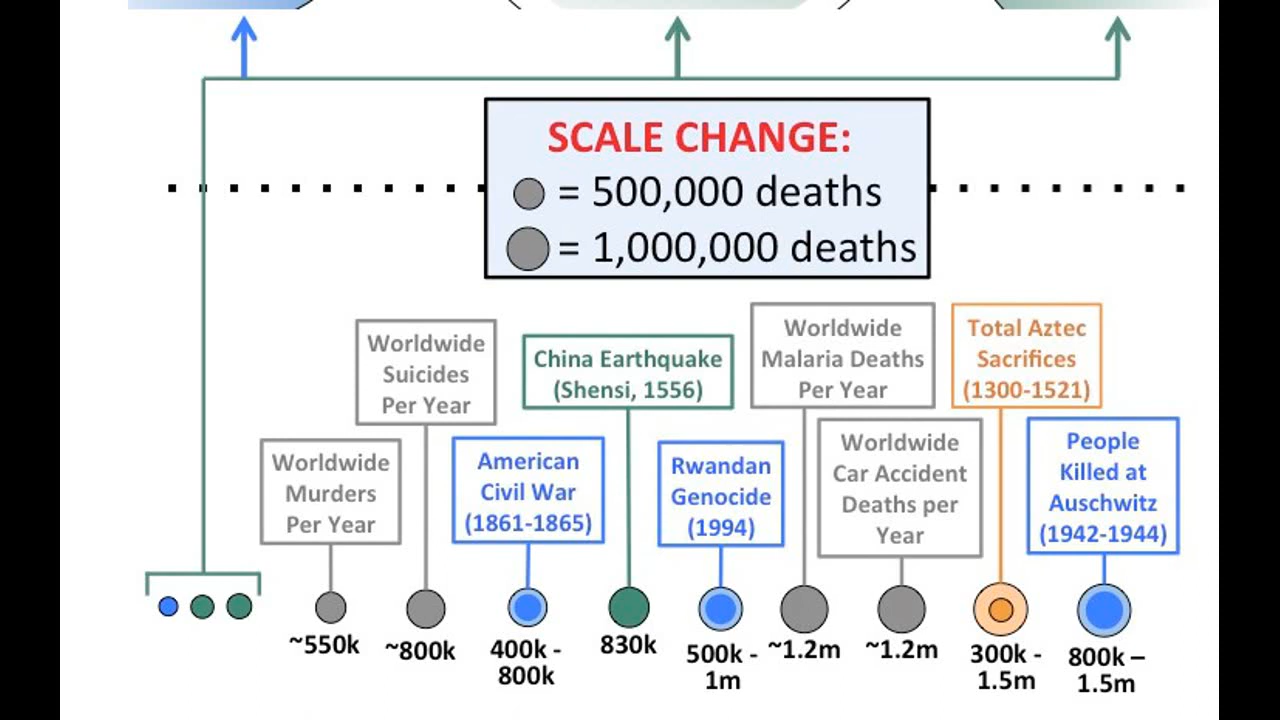 SCALE CHANGE:
= 500,000 deaths
= 1,000,000 deaths
Worldwide
Murders
Per Year
~550k
Worldwide
Suicides
Per Year
~800k
American
Civil War
(1861-1865)
400k -
800k
China Earthquake
(Shensi, 1556)
830k
Rwandan
Genocide
(1994)
500k -
1m
Worldwide
Malaria Deaths
Per Year
~1.2m
Worldwide
Car Accident
Deaths per
Year
~1.2m
Total Aztec
Sacrifices
(1300-1521)
300k -
1.5m
People
Killed at
Auschwitz
(1942-1944)
800k –
1.5m